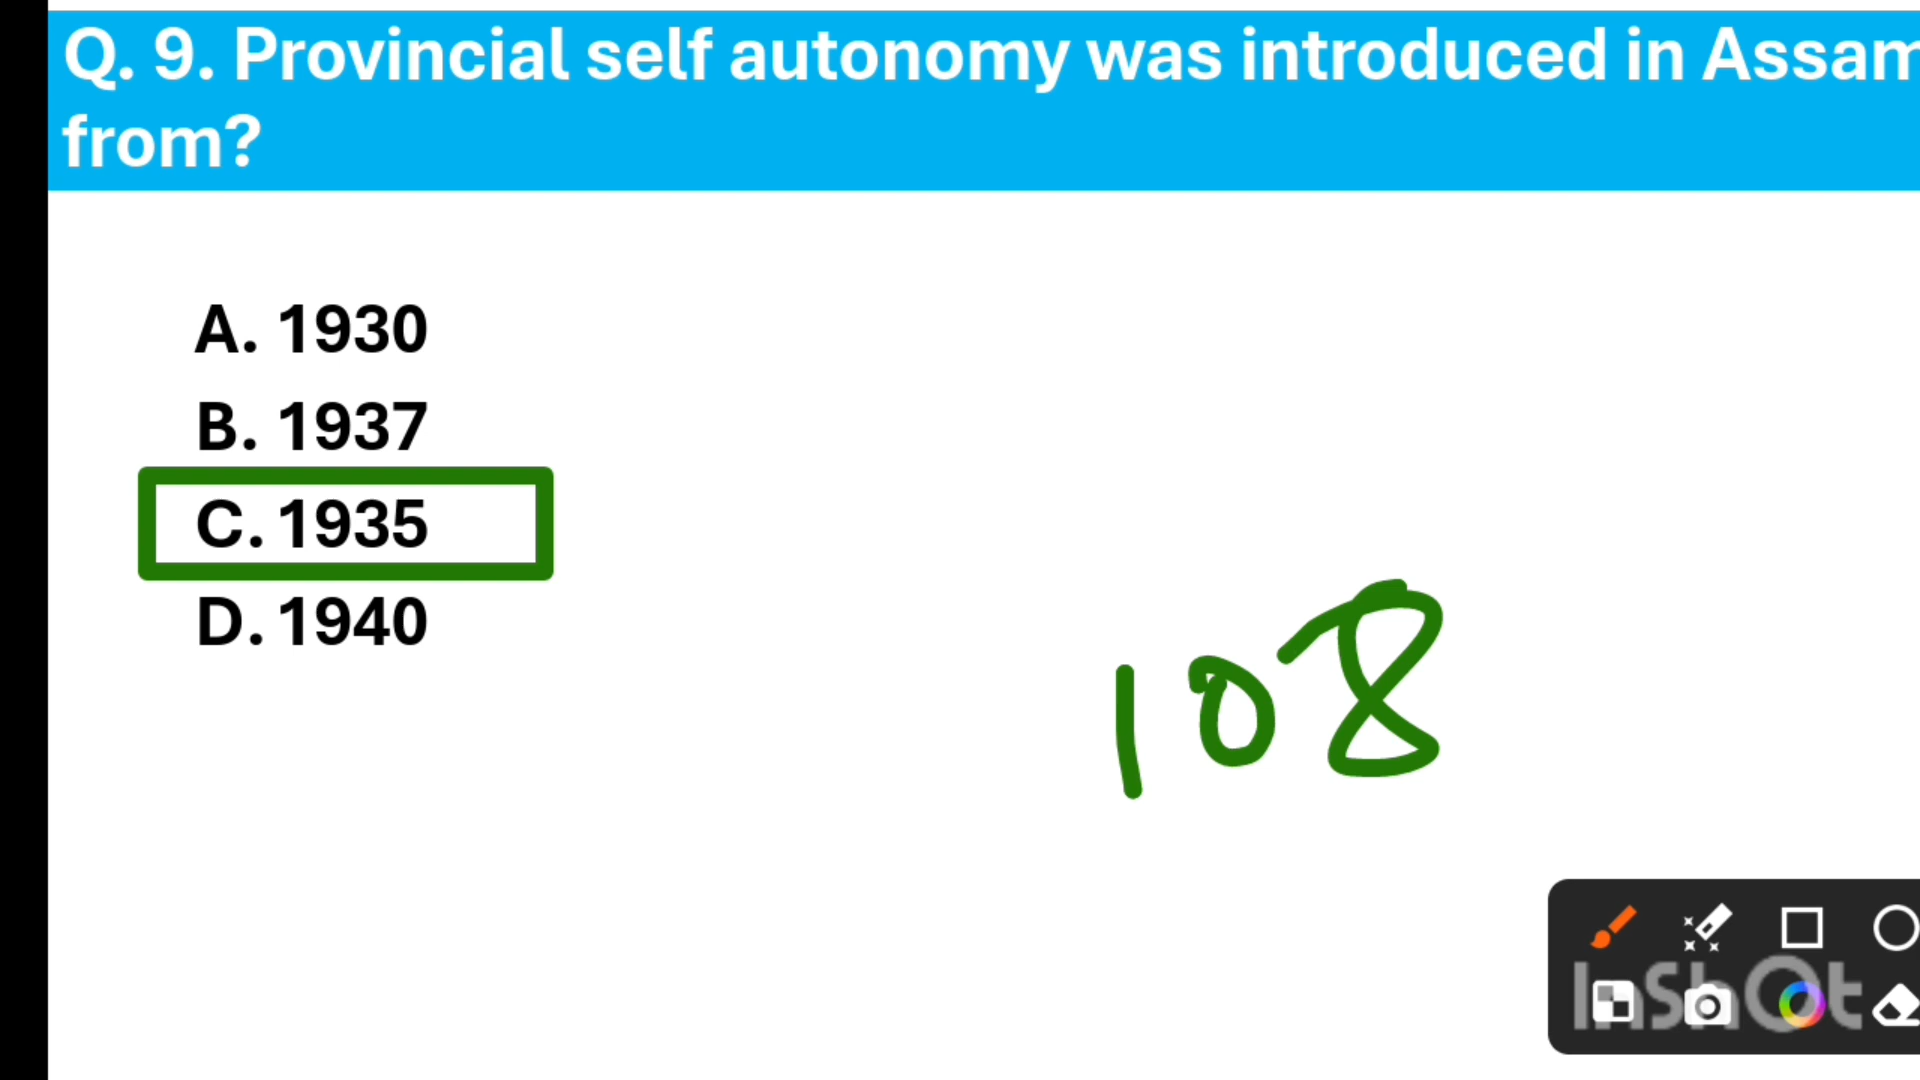 Q. 9. Provincial self autonomy was introduced in Assam
from?
A. 1930
B. 1937
C. 1935
D. 1940
108
InShOt